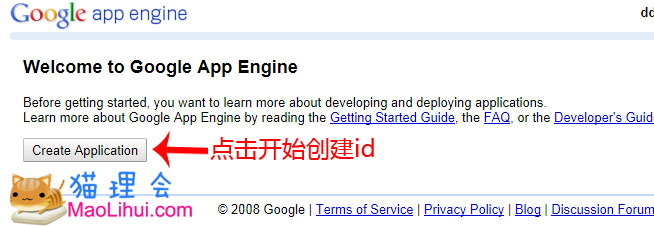 Google app engine
dd
Welcome to Google App Engine
Before getting started, you want to learn more about developing and deploying applications.
Learn more about Google App Engine by reading the Getting Started Guide, the FAQ, or the Developer's Guid
Create Application 点击开始创建id
猫理会
MaoLihui.com
© 2008 Google | Terms of Service | Privacy Policy | Blog | Discussion Forum